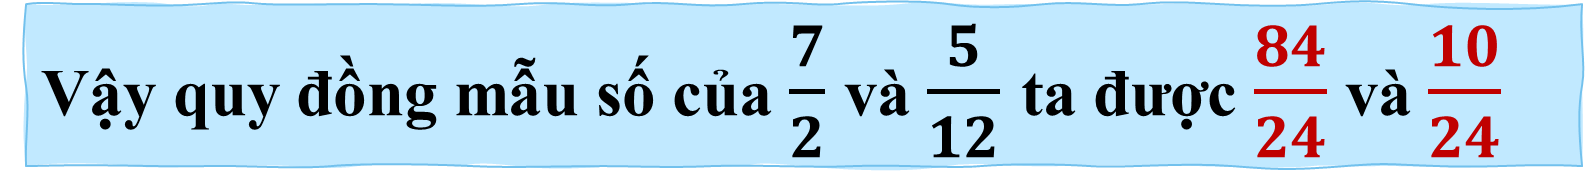 Vậy quy đồng mẫu số của 7/2 và 5/12 ta được 84/24 và 10/24